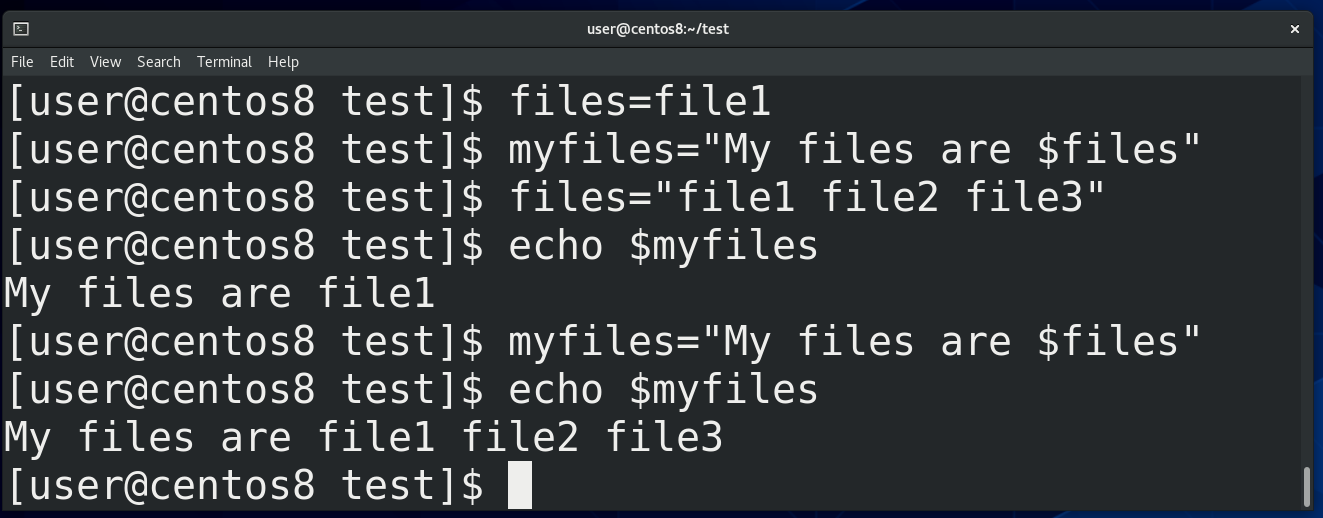 user@centos8:~/test
File Edit View Search Terminal Help
[user@centos8 test]$ files=file1
[user@centos8 test]$ myfiles="My files are $files"
[user@centos8 test]$ files="file1 file2 file3"
[user@centos8 test]$ echo $myfiles
My files are file1
[user@centos8 test]$ myfiles="My files are $files"
[user@centos8 test]$ echo $myfiles
My files are file1 file2 file3
[user@centos8 test]$